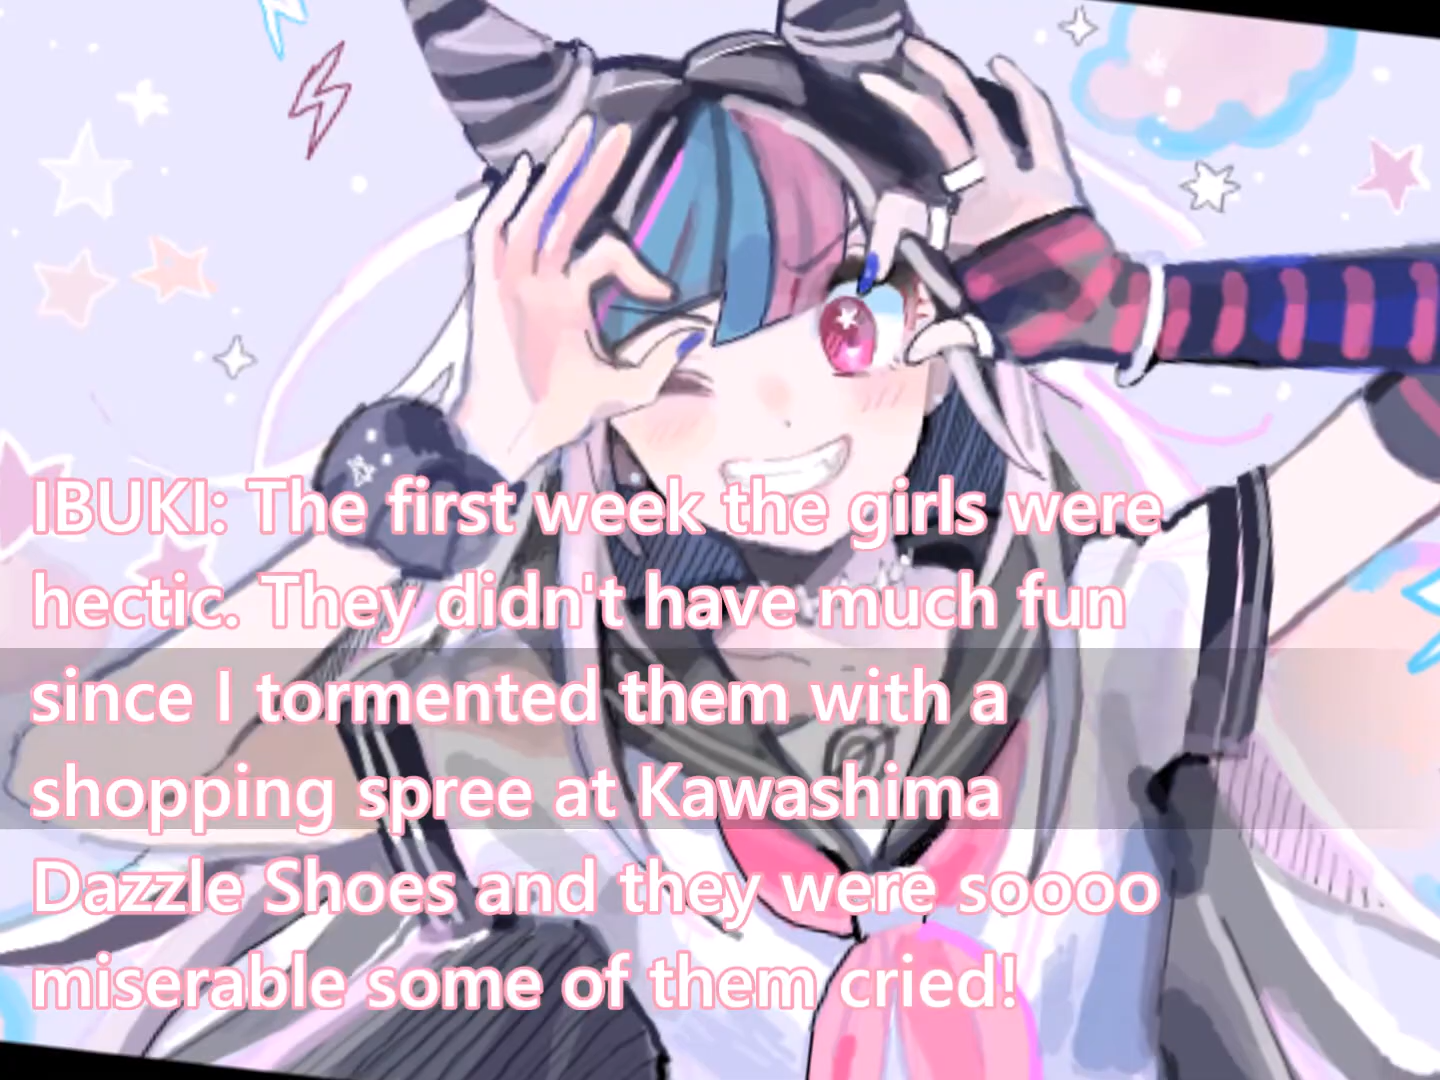 IBUKI: The first week the girls were
hectic. They didn't have much fun
since I tormented them with a
shopping spree at Kawashima
Dazzle Shoes and they were soooo
miserable some of them cried!